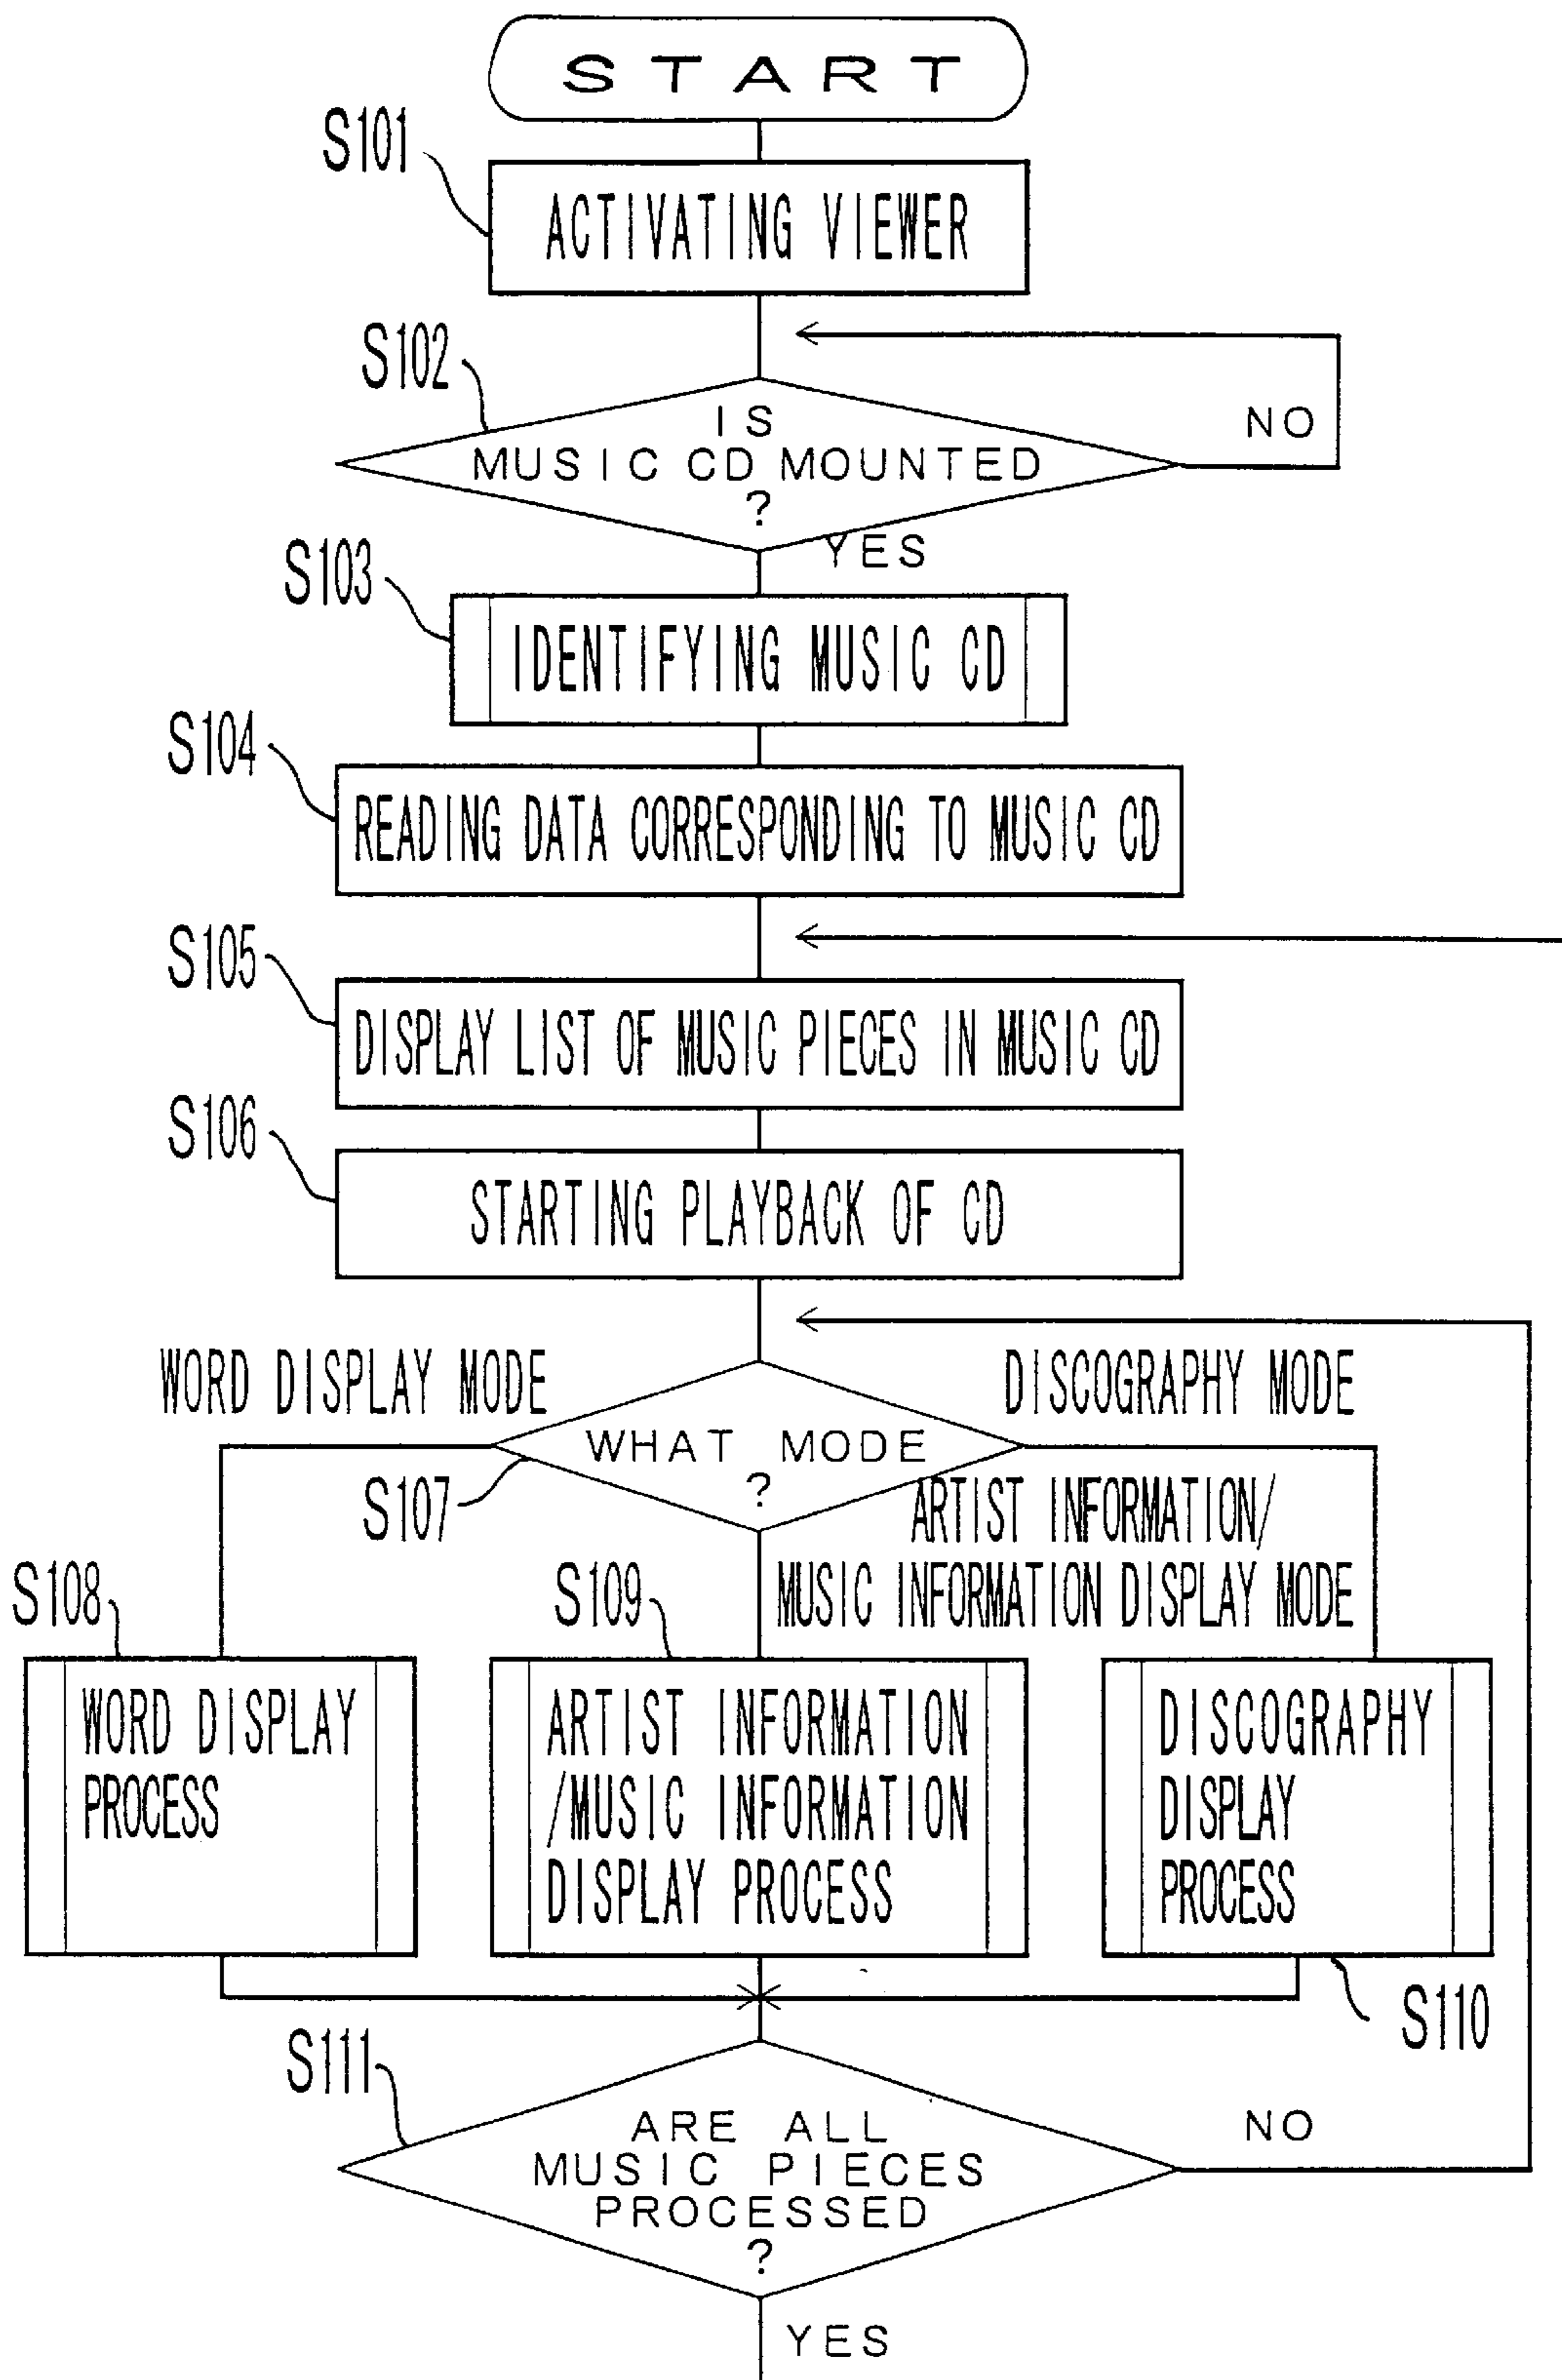 START
S101
ACTIVATING VIEWER
S102
IS
MUSIC CD MOUNTED
?
NO
YES
S103
IDENTIFYING MUSIC CD
S104
READING DATA CORRESPONDING TO MUSIC CD
S105
DISPLAY LIST OF MUSIC PIECES IN MUSIC CD
S106
STARTING PLAYBACK OF CD
WORD DISPLAY MODE
DISCOGRAPHY MODE
WHAT MODE
?
S107
ARTIST INFORMATION/
MUSIC INFORMATION DISPLAY MODE
S108
WORD DISPLAY
PROCESS
S109
ARTIST INFORMATION
/MUSIC INFORMATION
DISPLAY PROCESS
DISCOGRAPHY
DISPLAY
PROCESS
S110
S111
ARE ALL
MUSIC PIECES
PROCESSED
?
NO
YES